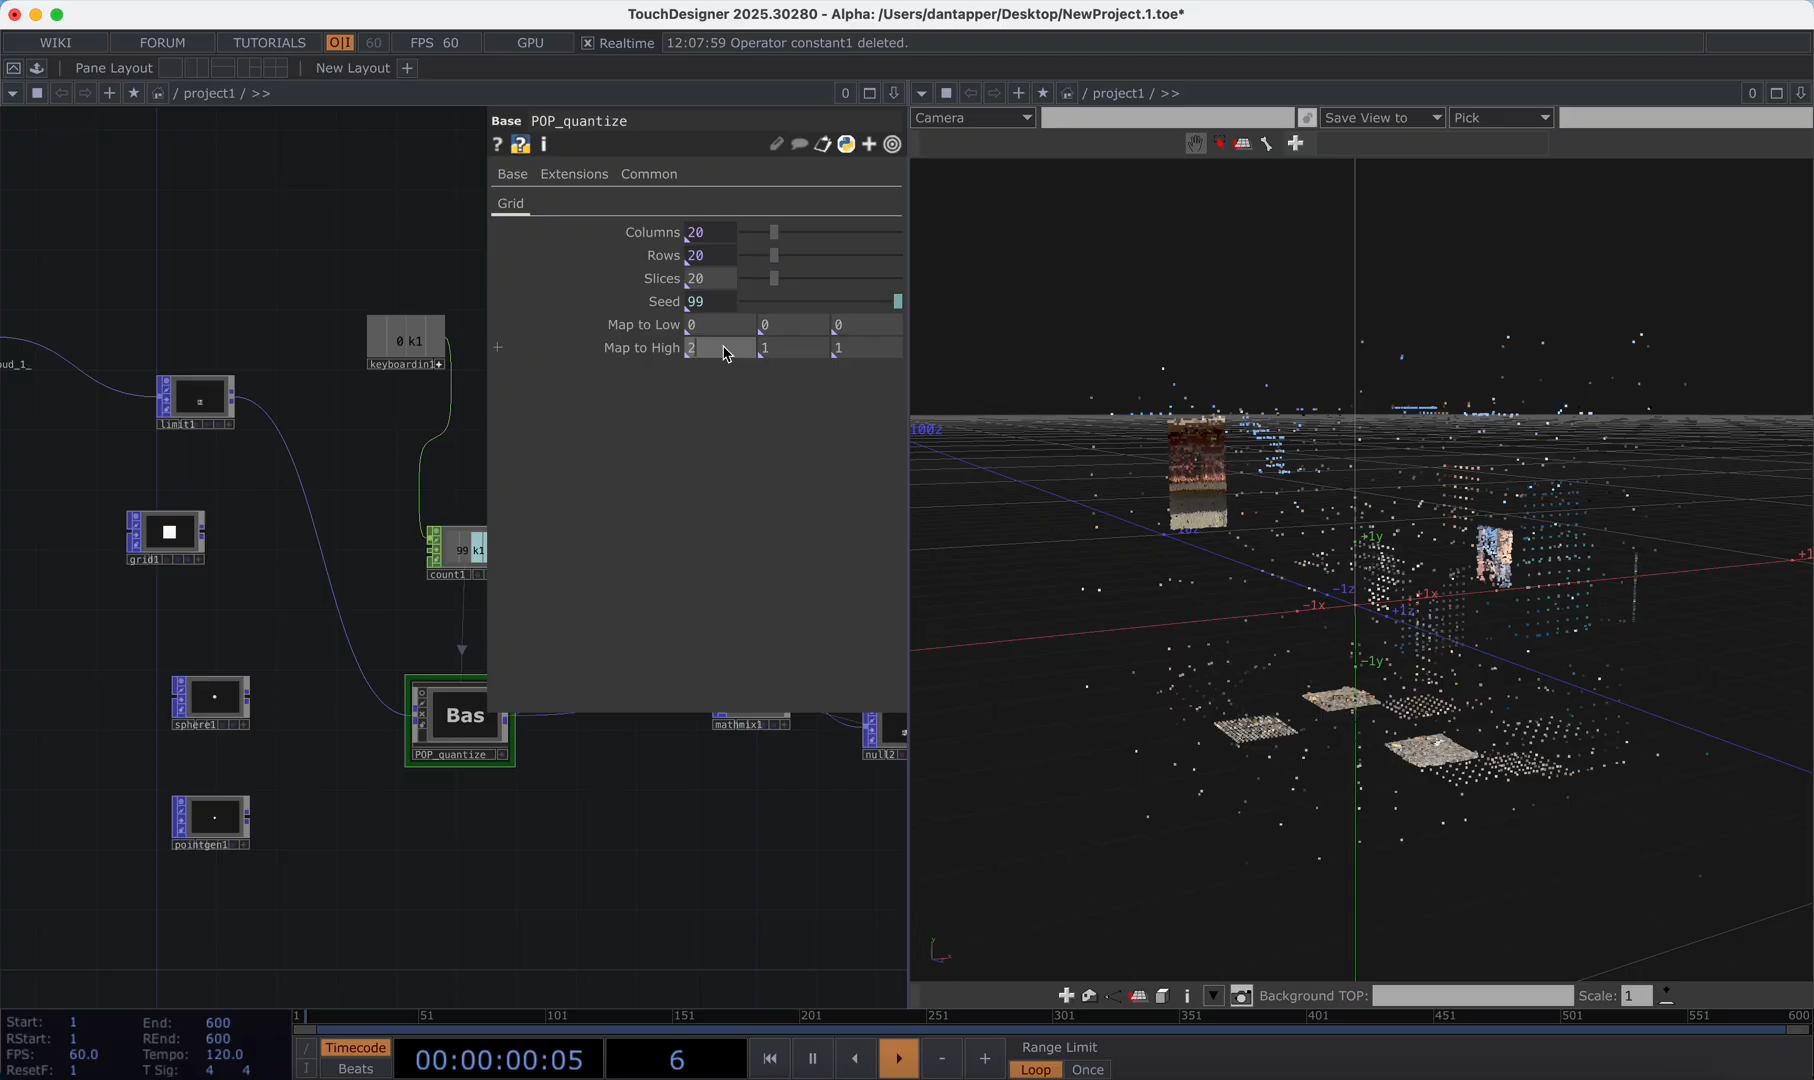 TouchDesigner 2025.30280 - Alpha: /Users/dantapper/Desktop/NewProject.1.toe*
WIKI FORUM TUTORIALS O|I 60 FPS 60 GPU Realtime 12:07:59 Operator constant1 deleted.
Pane Layout New Layout +
/ project1 / >> 0
/ project1 / >> 0
Base POP_quantize
Camera Save View to Pick
? ? i
Base Extensions Common
Grid
Columns 20
Rows 20
Slices 20
Seed 99
Map to Low 0 0 0
Map to High 2 1 1
0 k1
keyboardin1
oud_1_
limit1
grid1
99 k1
count1
sphere1
Bas
POP_quantize
mathmix1
null2
pointgen1
100z
10z
+1y
-1z
-1x
+1x
+1z
-1y
+1
Background TOP: Scale: 1
Start: 1 End: 600
RStart: 1 REnd: 600
FPS: 60.0 Tempo: 120.0
ResetF: 1 T Sig: 4 4
1 51 101 151 201 251 301 351 401 451 501 551 600
Timecode
Beats
00:00:00:05
6
- +
Range Limit
Loop Once